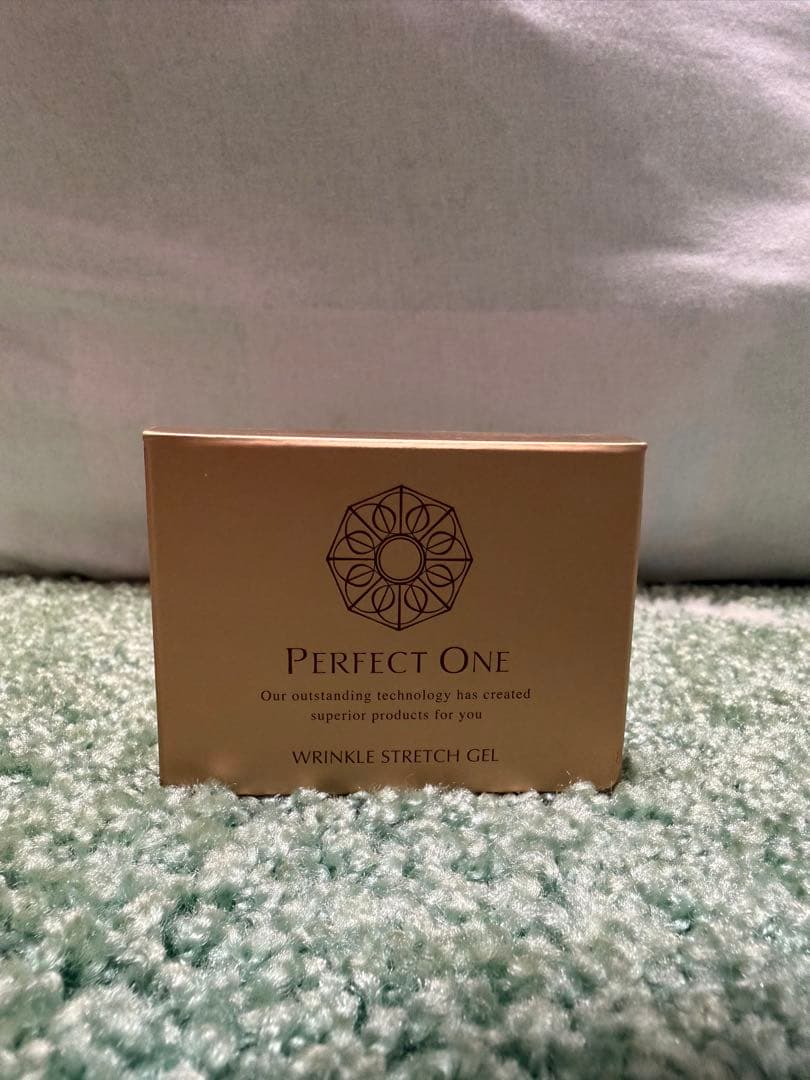 PERFECT ONE
Our outstanding technology has created
superior products for you
WRINKLE STRETCH GEL